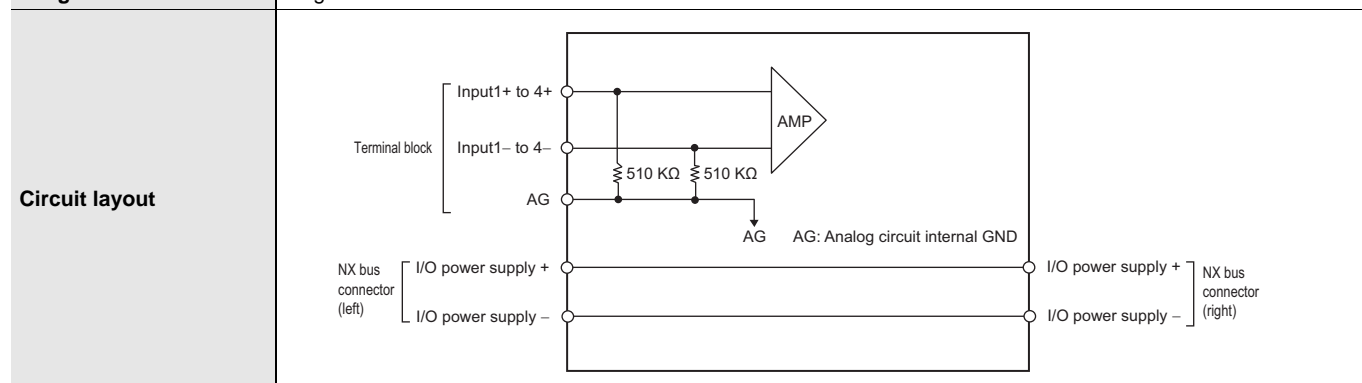 Circuit layout
Input1+ to 4+
AMP
Terminal block
Input1– to 4–
510 KΩ
510 KΩ
AG
AG
AG: Analog circuit internal GND
NX bus
connector
(left)
I/O power supply +
I/O power supply –
I/O power supply +
I/O power supply –
NX bus
connector
(right)